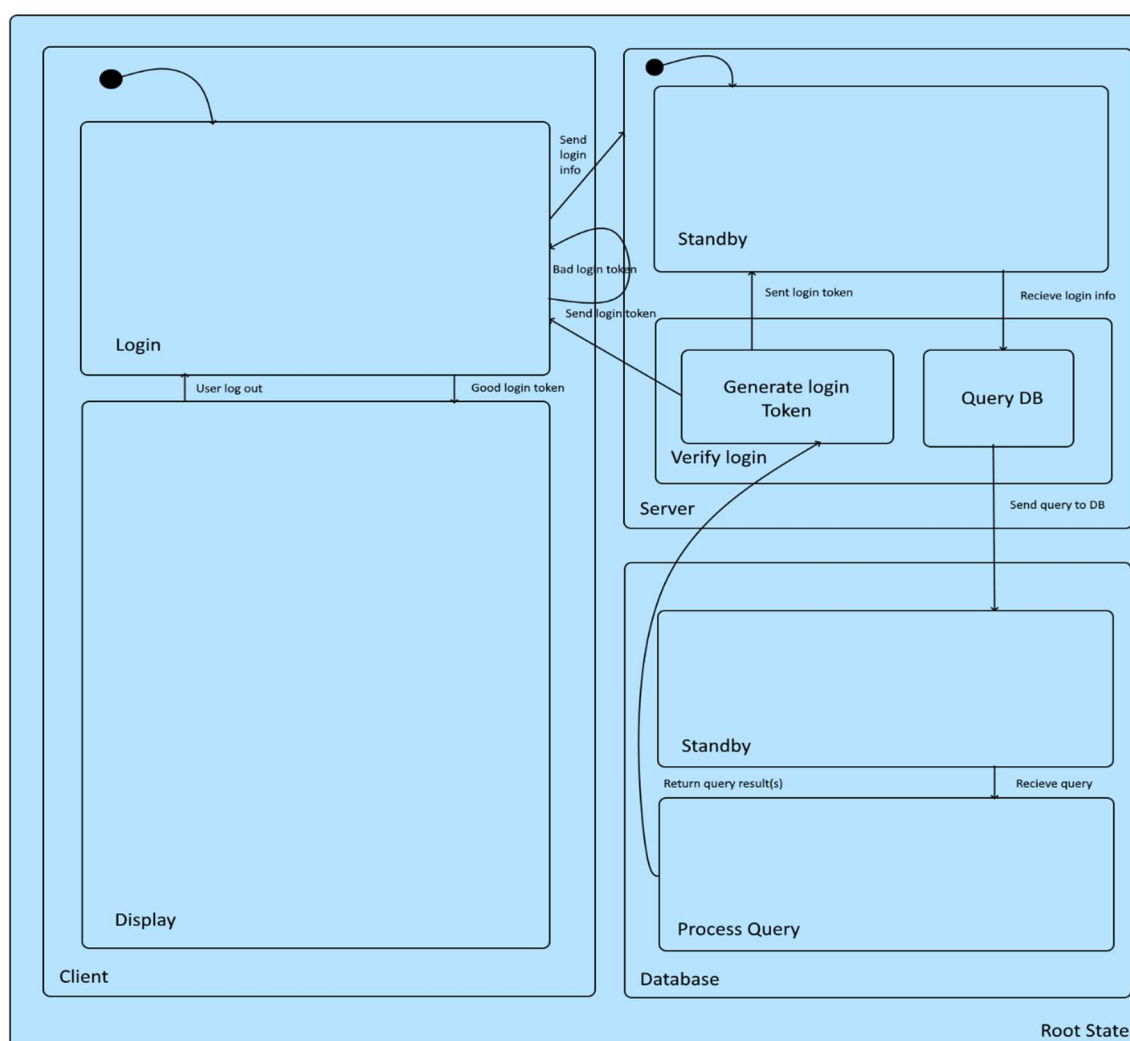 Send
login
info
Bad login token
Send login token
Login
User log out
Good login token
Display
Client
Standby
Sent login token
Recieve login info
Generate login
Token
Query DB
Verify login
Server
Send query to DB
Standby
Return query result(s)
Recieve query
Process Query
Database
Root State